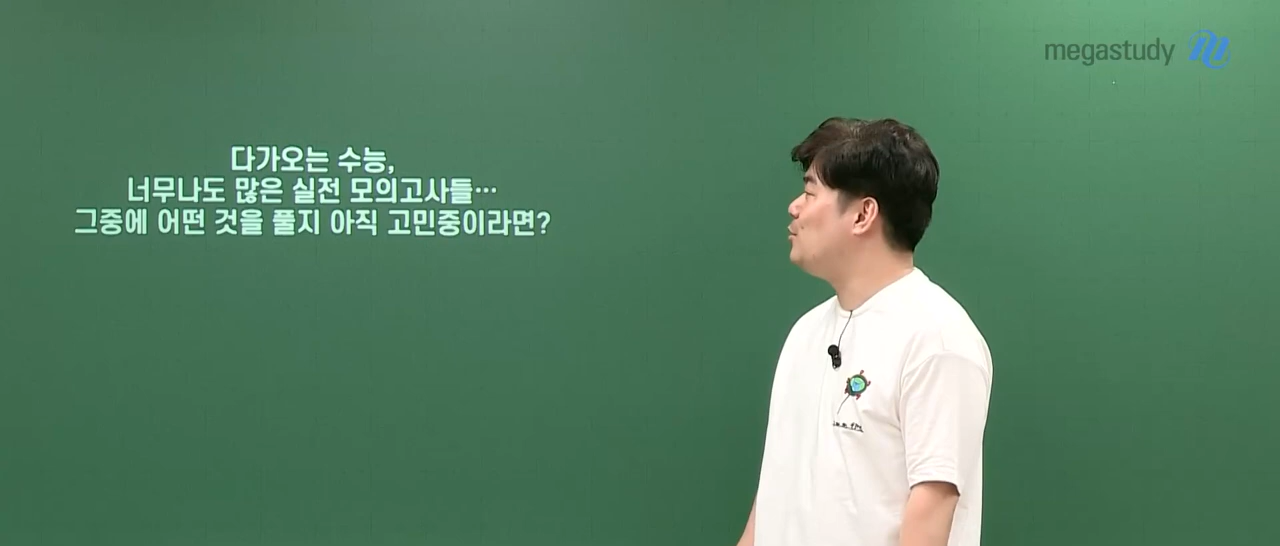 megastudy
다가오는 수능,
너무나도 많은 실전 모의고사들…
그중에 어떤 것을 풀지 아직 고민중이라면?